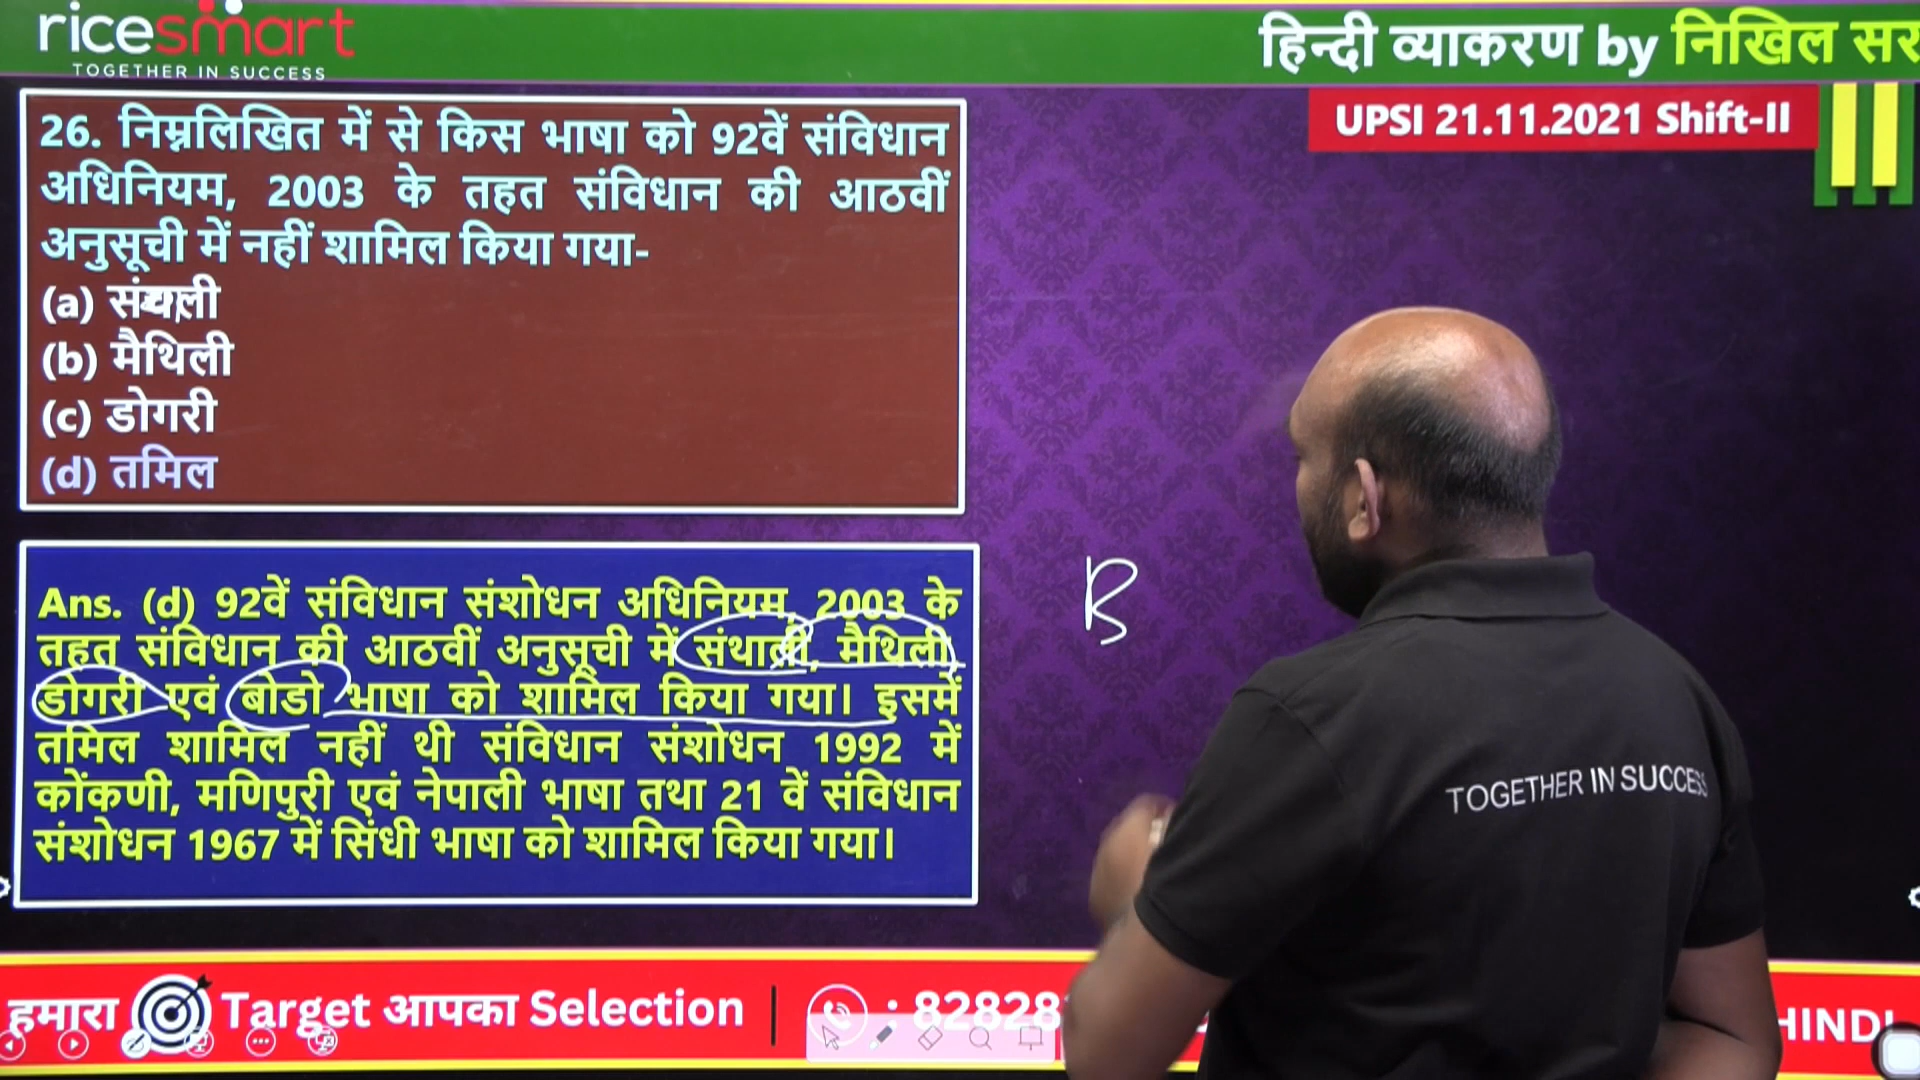 ricesmart
TOGETHER IN SUCCESS
हिन्दी व्याकरण by निखिल सर
UPSI 21.11.2021 Shift-II
26. निम्नलिखित में से किस भाषा को 92वें संविधान
अधिनियम, 2003 के तहत संविधान की आठवीं
अनुसूची में नहीं शामिल किया गया-
(a)
(b) मैथिली
(c) डोगरी
(d) तमिल
Ans. (d) 92वें संविधान संशोधन अधिनियम, 2003 के
तहत संविधान की आठवीं अनुसूची में संथाली, मैथिली,
डोगरी एवं बोडो भाषा को शामिल किया गया। इसमें
तमिल शामिल नहीं थी संविधान संशोधन 1992 में
कोंकणी, मणिपुरी एवं नेपाली भाषा तथा 21 वें संविधान
संशोधन 1967 में सिंधी भाषा को शामिल किया गया।
B
TOGETHER IN SUCCESS
हमारा Target आपका Selection | : 82828
HINDI